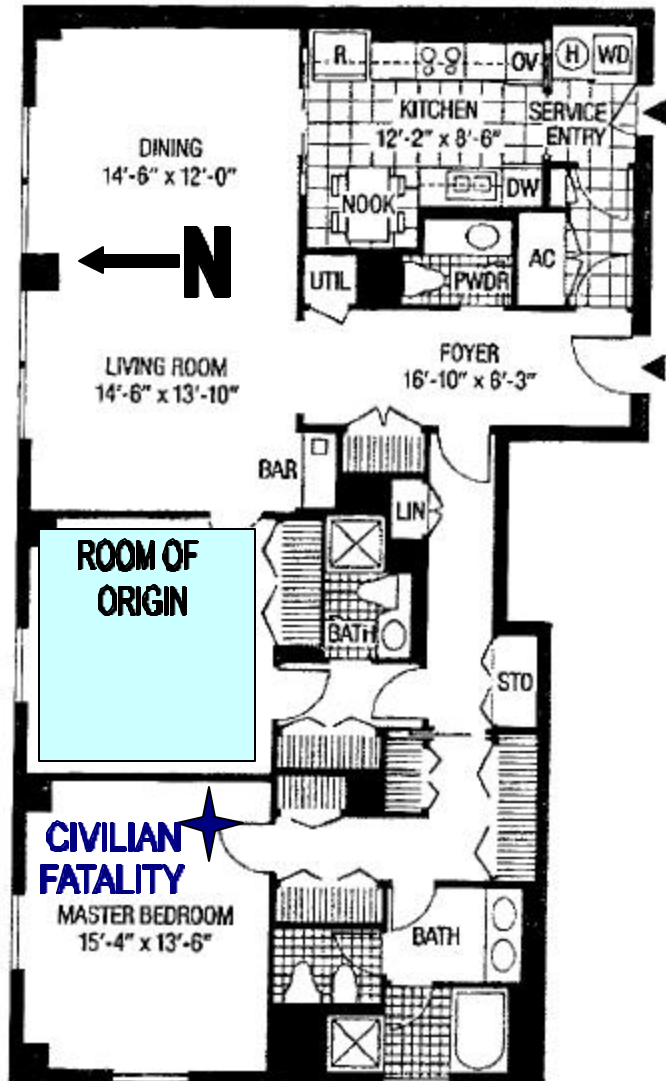 R
OV
H
WD
KITCHEN
12'-2" x 8'-6"
SERVICE
ENTRY
DINING
14'-6" x 12'-0"
NOOK
DW
N
UTIL
PWDR
AC
LIVING ROOM
14'-6" x 13'-10"
FOYER
16'-10" x 6'-3"
BAR
LIN
ROOM OF
ORIGIN
BATH
STO
CIVILIAN
FATALITY
MASTER BEDROOM
15'-4" x 13'-6"
BATH